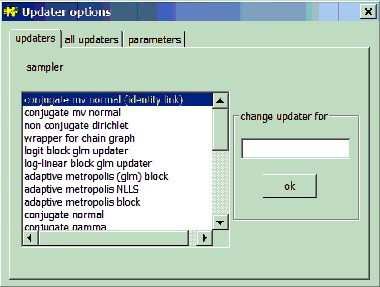 Updater options
updaters all updaters parameters
sampler
conjugate mv normal (identity link)
conjugate mv normal
non conjugate dirichlet
wrapper for chain graph
logit block glm updater
log-linear block glm updater
adaptive metropolis (glm) block
adaptive metropolis NLLS
adaptive metropolis block
conjugate normal
conjugate gamma
change updater for
ok